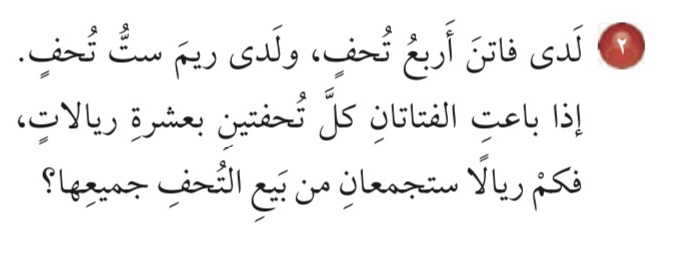 ٢ لَدى فاتنَ أَربعُ تُحفٍ، ولَدى ريمَ ستُّ تُحفٍ.
إذا باعتِ الفتاتانِ كلَّ تُحفتينِ بعشرةِ ريالاتٍ،
فكمْ ريالًا ستجمعانِ من بَيعِ التُحفِ جميعِها؟